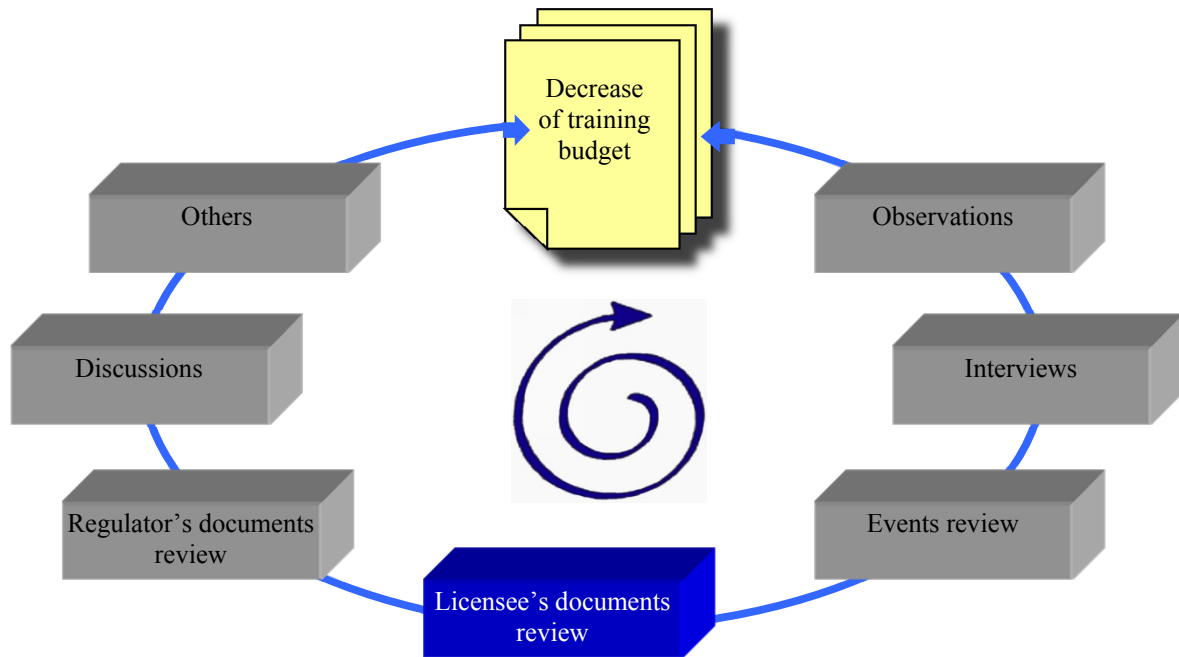 Decrease
of training
budget
Others
Observations
Discussions
Interviews
Regulator’s documents
review
Events review
Licensee’s documents
review